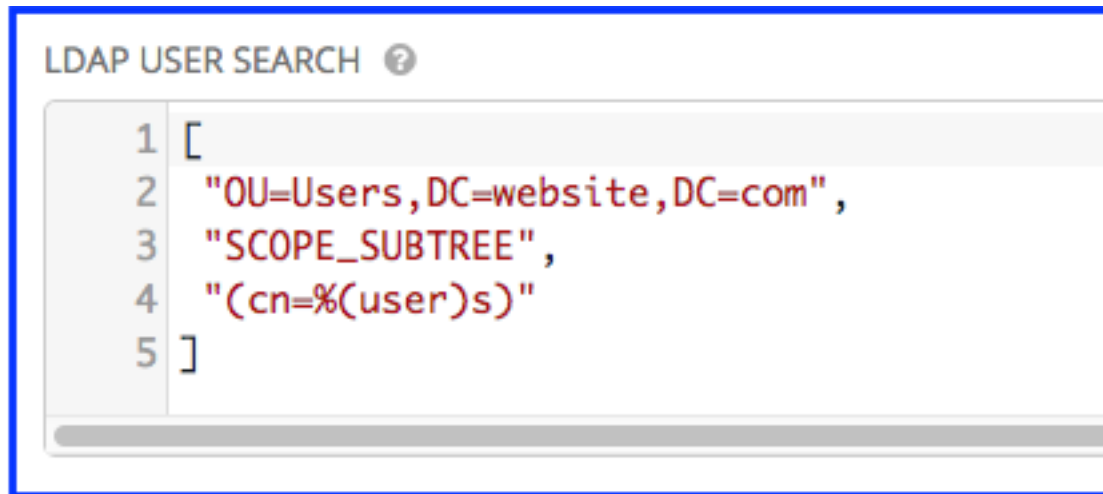 LDAP USER SEARCH ?
1 [
2 "OU=Users,DC=website,DC=com",
3 "SCOPE_SUBTREE",
4 "(cn=%(user)s)"
5 ]